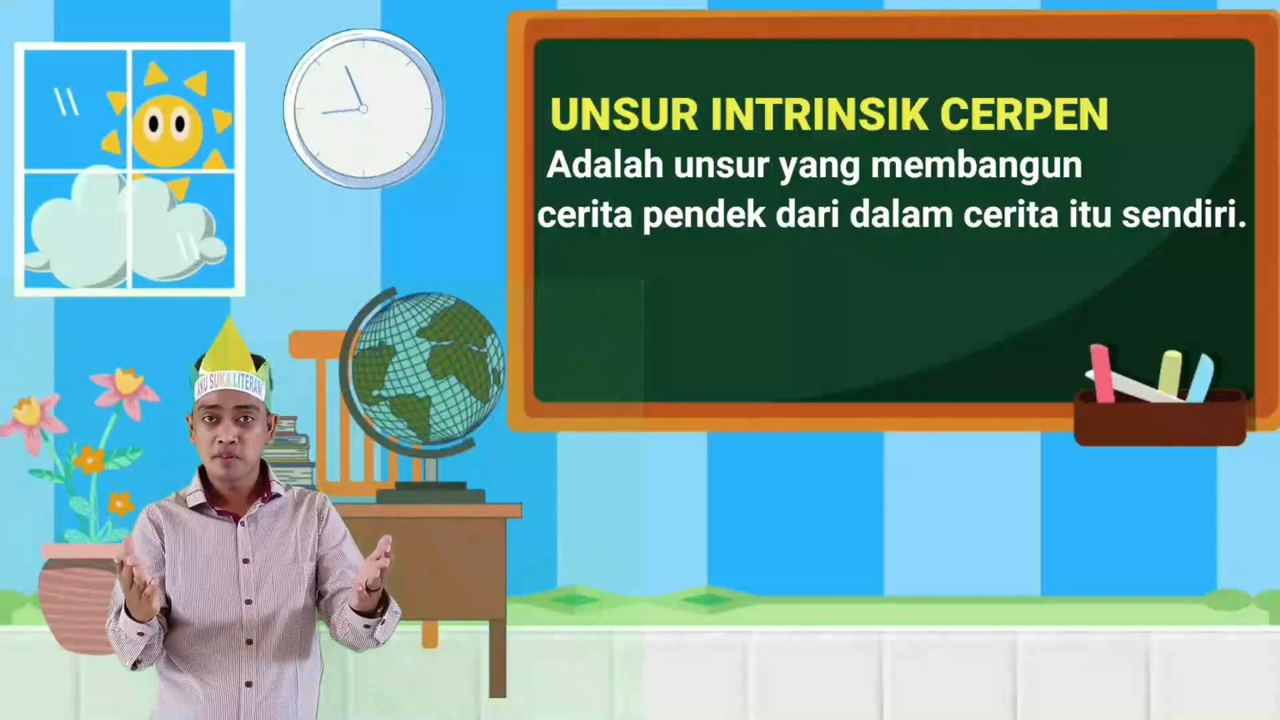 UNSUR INTRINSIK CERPEN
Adalah unsur yang membangun
cerita pendek dari dalam cerita itu sendiri.
AKU SUKA LITERASI